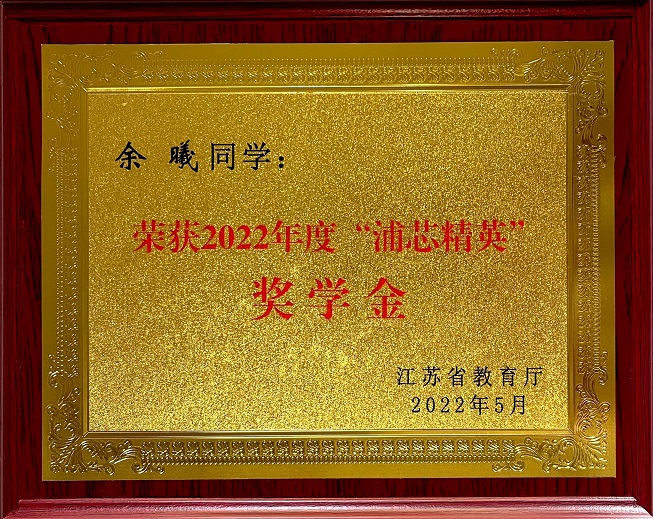 余 曦同学：
荣获2022年度“浦芯精英”
奖学金
江苏省教育厅
2022年5月